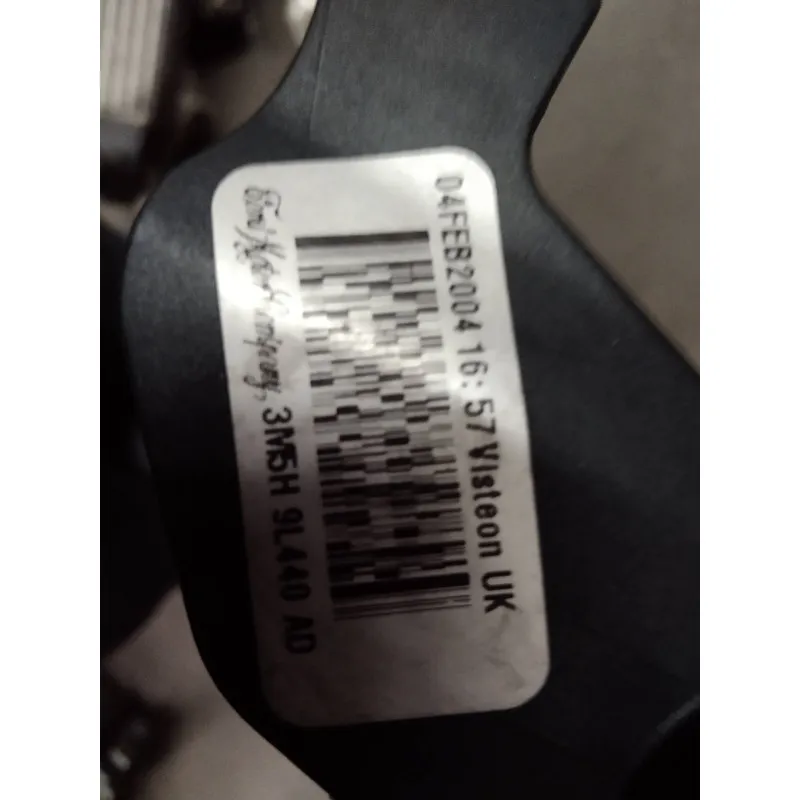 04FEB2004 16:57 Visteon UK
3M5H 9L440 AD